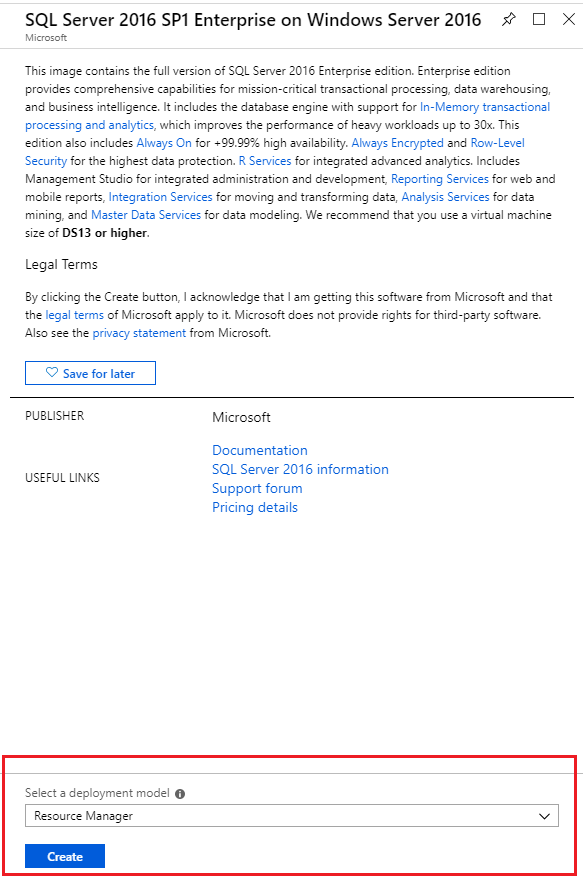 SQL Server 2016 SP1 Enterprise on Windows Server 2016
Microsoft
This image contains the full version of SQL Server 2016 Enterprise edition. Enterprise edition
provides comprehensive capabilities for mission-critical transactional processing, data warehousing,
and business intelligence. It includes the database engine with support for In-Memory transactional
processing and analytics, which improves the performance of heavy workloads up to 30x. This
edition also includes Always On for +99.99% high availability. Always Encrypted and Row-Level
Security for the highest data protection. R Services for integrated advanced analytics. Includes
Management Studio for integrated administration and development, Reporting Services for web and
mobile reports, Integration Services for moving and transforming data, Analysis Services for data
mining, and Master Data Services for data modeling. We recommend that you use a virtual machine
size of DS13 or higher.
Legal Terms
By clicking the Create button, I acknowledge that I am getting this software from Microsoft and that
the legal terms of Microsoft apply to it. Microsoft does not provide rights for third-party software.
Also see the privacy statement from Microsoft.
Save for later
PUBLISHER Microsoft
USEFUL LINKS
Documentation
SQL Server 2016 information
Support forum
Pricing details
Select a deployment model
Resource Manager
Create